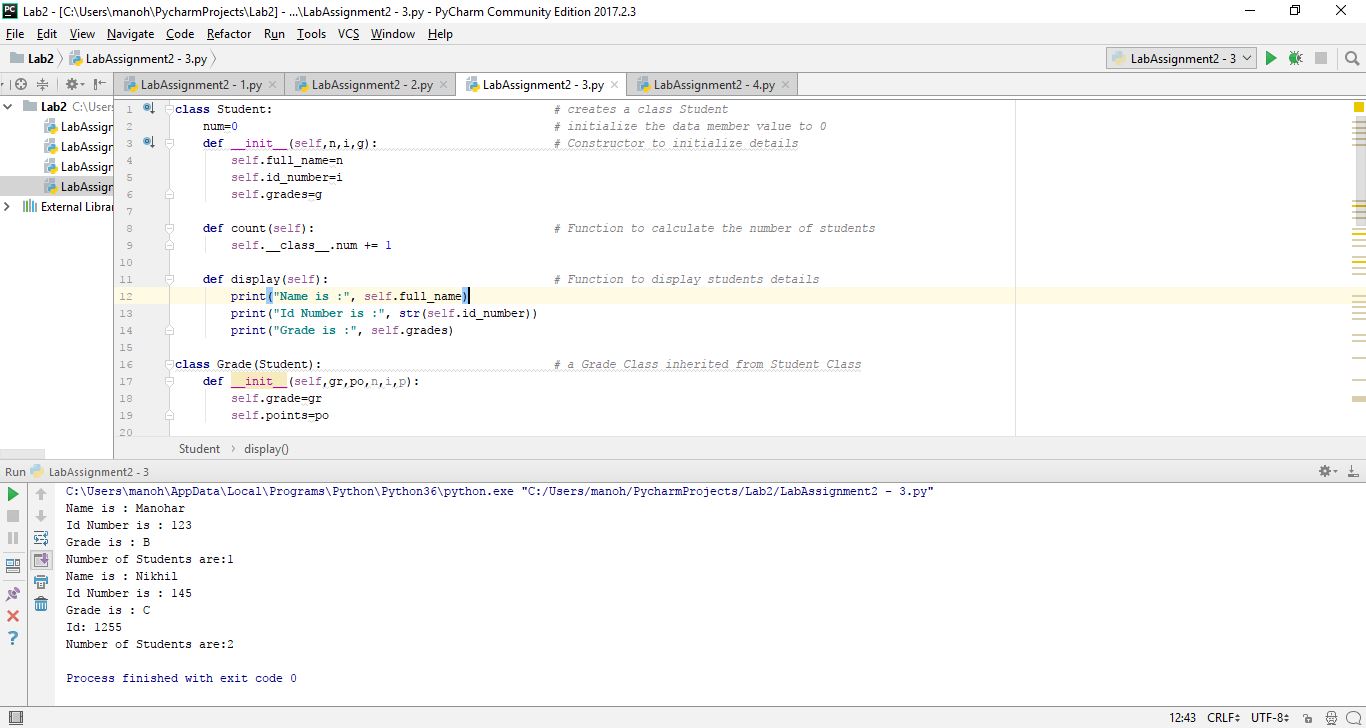 PC Lab2 - [C:\Users\manoh\PycharmProjects\Lab2] - ...\LabAssignment2 - 3.py - PyCharm Community Edition 2017.2.3
File Edit View Navigate Code Refactor Run Tools VCS Window Help
Lab2 LabAssignment2 - 3.py LabAssignment2 - 3
LabAssignment2 - 1.py LabAssignment2 - 2.py LabAssignment2 - 3.py LabAssignment2 - 4.py
Lab2 C:\Users
LabAssign
LabAssign
LabAssign
LabAssign
External Libra
1 class Student: # creates a class Student
2 num=0 # initialize the data member value to 0
3 def __init__(self,n,i,g): # Constructor to initialize details
4 self.full_name=n
5 self.id_number=i
6 self.grades=g
7
8 def count(self): # Function to calculate the number of students
9 self.__class__.num += 1
10
11 def display(self): # Function to display students details
12 print("Name is :", self.full_name)
13 print("Id Number is :", str(self.id_number))
14 print("Grade is :", self.grades)
15
16 class Grade(Student): # a Grade Class inherited from Student Class
17 def __init__(self,gr,po,n,i,p):
18 self.grade=gr
19 self.points=po
20
Student display()
Run LabAssignment2 - 3
C:\Users\manoh\AppData\Local\Programs\Python\Python36\python.exe "C:/Users/manoh/PycharmProjects/Lab2/LabAssignment2 - 3.py"
Name is : Manohar
Id Number is : 123
Grade is : B
Number of Students are:1
Name is : Nikhil
Id Number is : 145
Grade is : C
Id: 1255
Number of Students are:2
Process finished with exit code 0
12:43 CRLF UTF-8